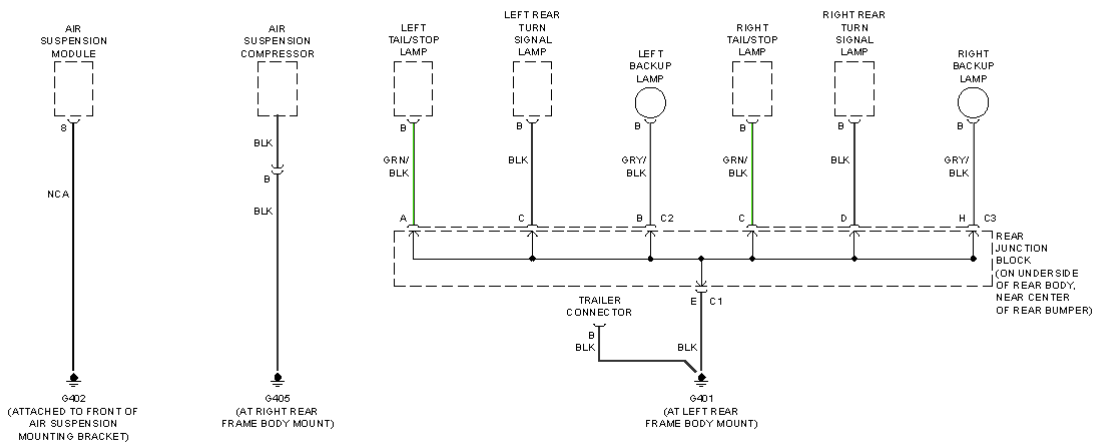 AIR
SUSPENSION
MODULE
8
NCA
G402
(ATTACHED TO FRONT OF
AIR SUSPENSION
MOUNTING BRACKET)
AIR
SUSPENSION
COMPRESSOR
BLK
B
BLK
G405
(AT RIGHT REAR
FRAME BODY MOUNT)
LEFT
TAIL/STOP
LAMP
B
GRN/
BLK
A
LEFT REAR
TURN
SIGNAL
LAMP
B
BLK
C
LEFT
BACKUP
LAMP
B
GRY/
BLK
B C2
RIGHT
TAIL/STOP
LAMP
B
GRN/
BLK
C
RIGHT REAR
TURN
SIGNAL
LAMP
B
BLK
D
RIGHT
BACKUP
LAMP
B
GRY/
BLK
H C3
REAR
JUNCTION
BLOCK
(ON UNDERSIDE
OF REAR BODY,
NEAR CENTER
OF REAR BUMPER)
E C1
TRAILER
CONNECTOR
B
BLK
BLK
G401
(AT LEFT REAR
FRAME BODY MOUNT)